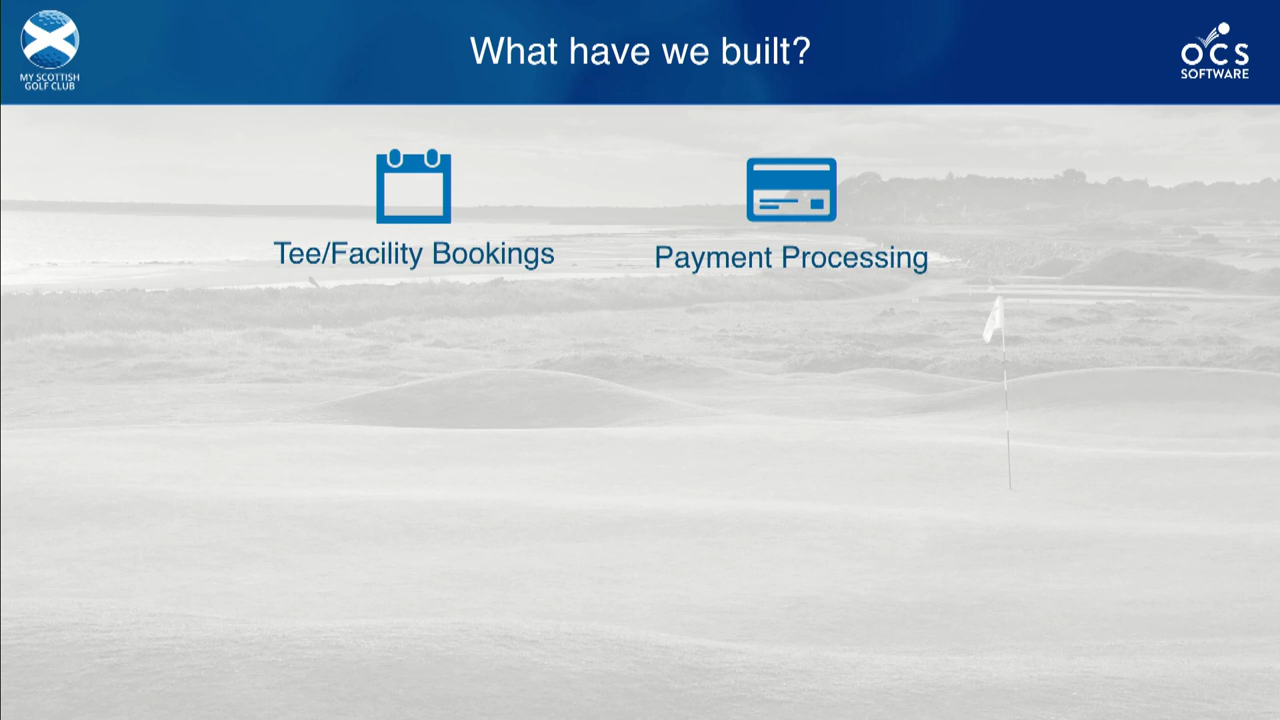 What have we built?
MY SCOTTISH
GOLF CLUB
OCS
SOFTWARE
Tee/Facility Bookings
Payment Processing